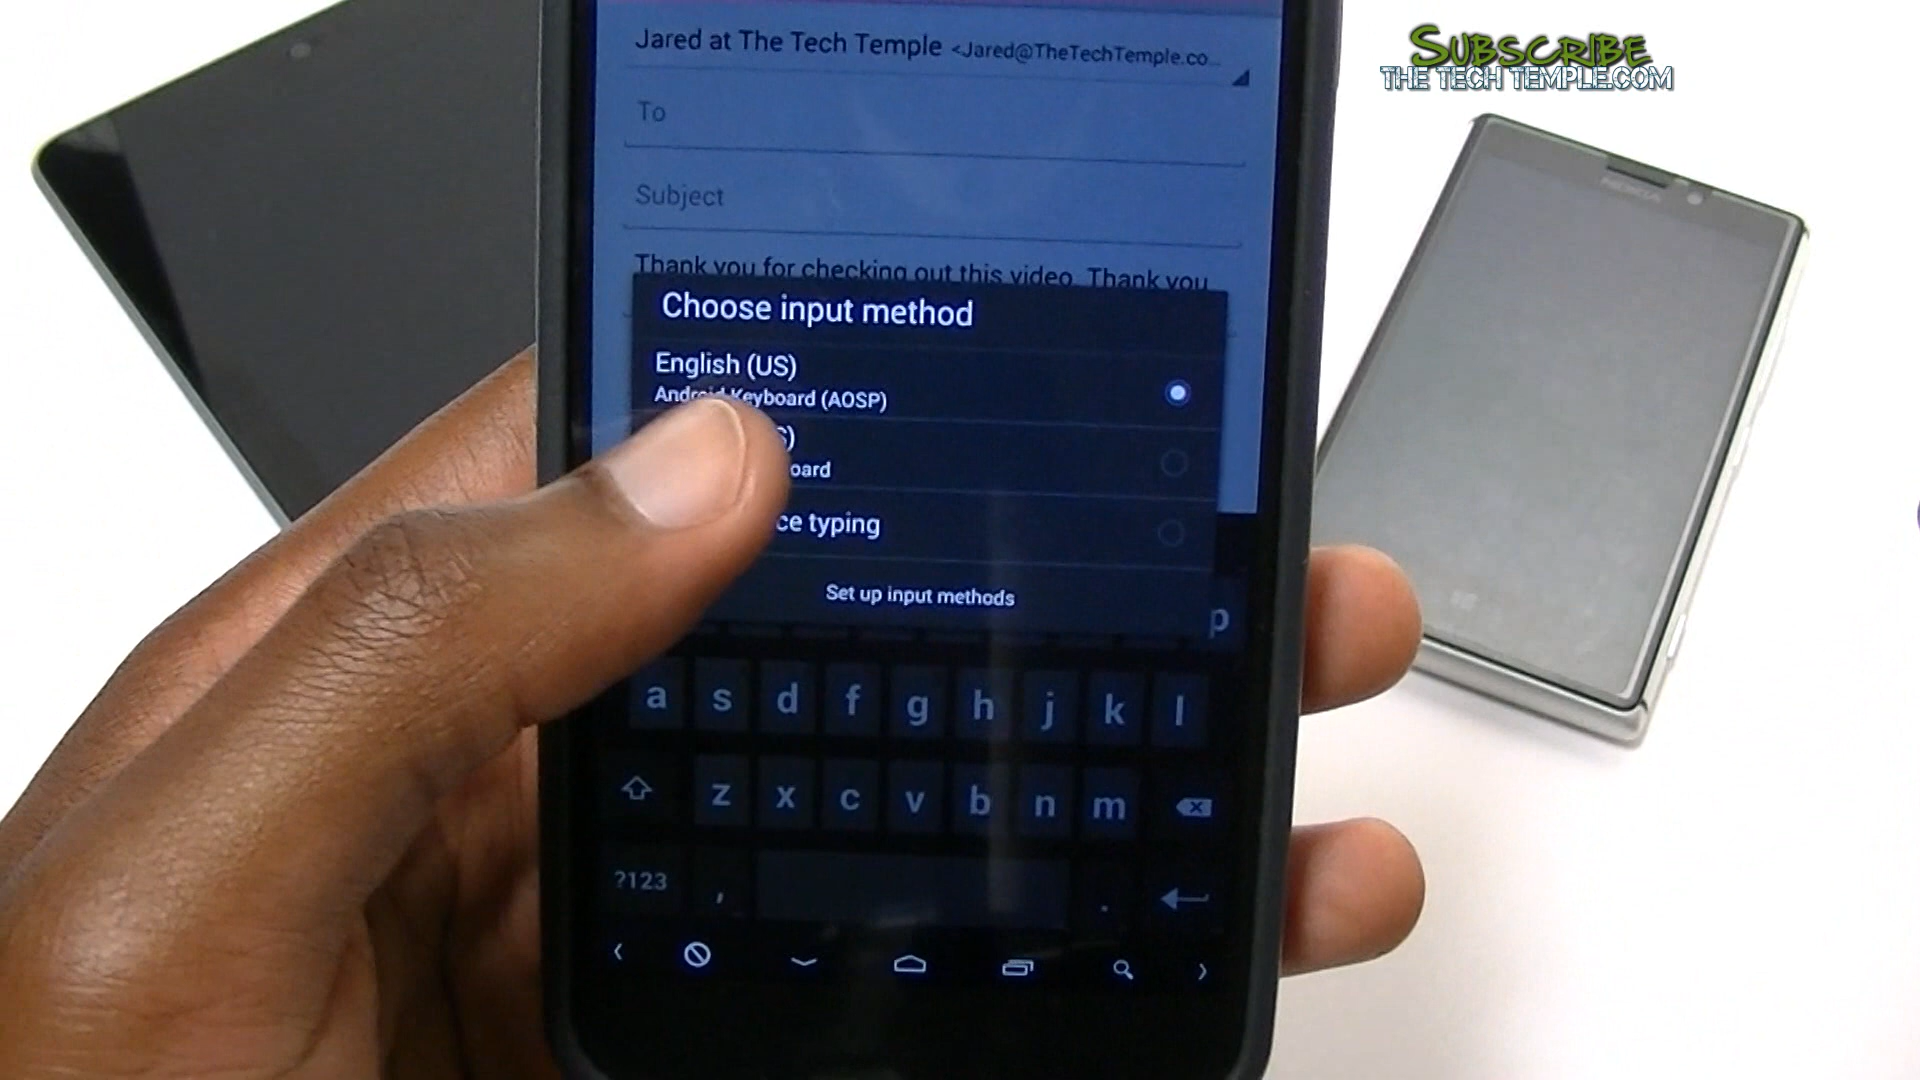 SUBSCRIBE
THE TECH TEMPLE.COM
Jared at The Tech Temple <Jared@TheTechTemple.co...
To
Subject
Thank you for checking out this video. Thank you
Choose input method
English (US)
Android Keyboard (AOSP)
S)
oard
ce typing
Set up input methods
p
a s d f g h j k l
z x c v b n m
?123 , .
NOKIA